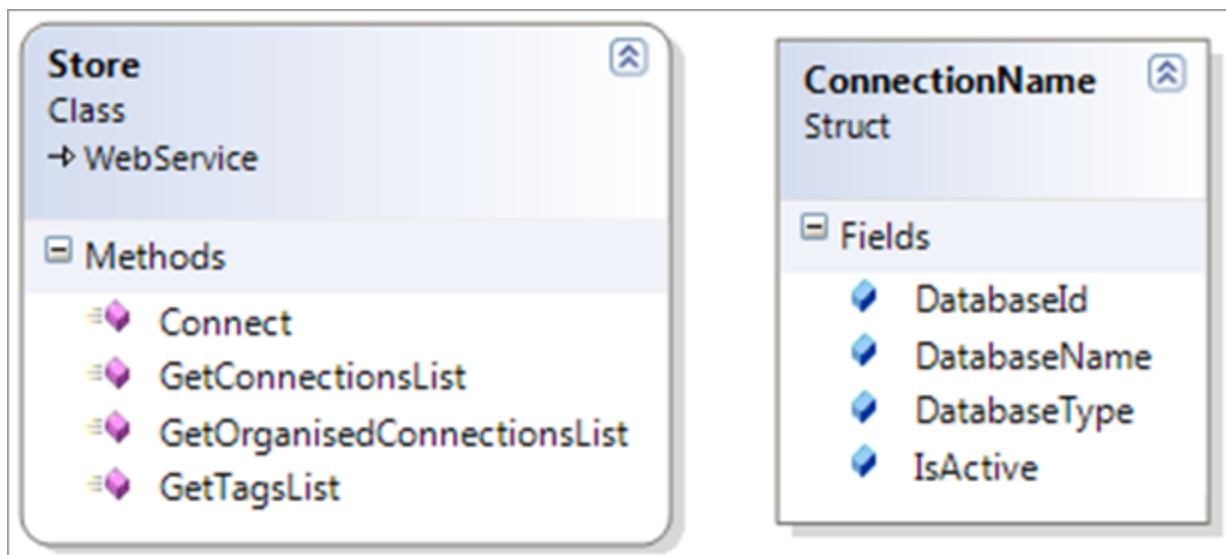 Store
Class
WebService
Methods
Connect
GetConnectionsList
GetOrganisedConnectionsList
GetTagsList
ConnectionName
Struct
Fields
DatabaseId
DatabaseName
DatabaseType
IsActive